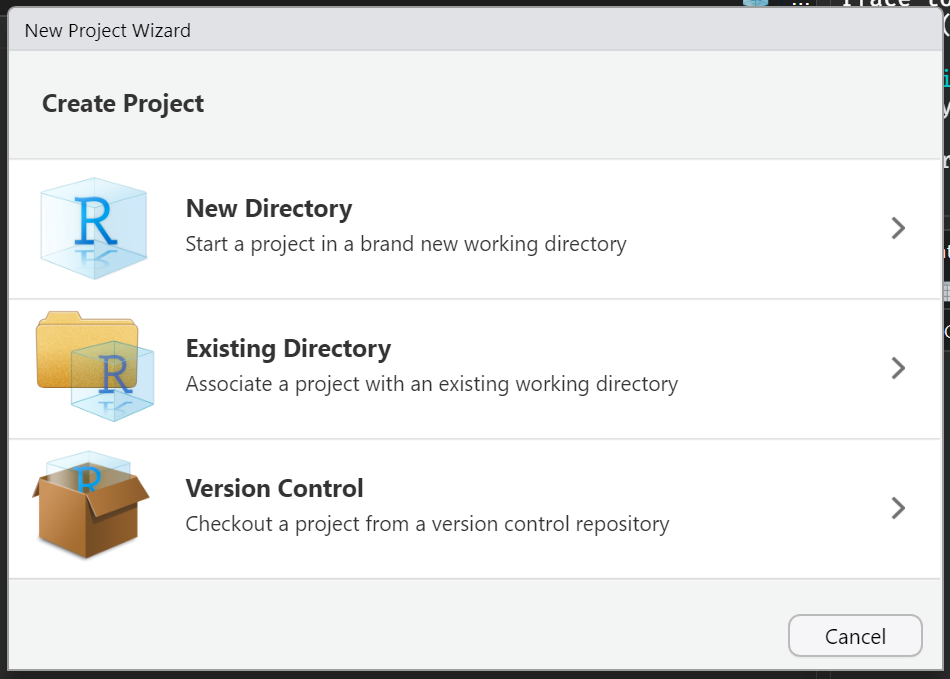 New Project Wizard
Create Project
R
New Directory
Start a project in a brand new working directory
R
Existing Directory
Associate a project with an existing working directory
R
Version Control
Checkout a project from a version control repository
Cancel